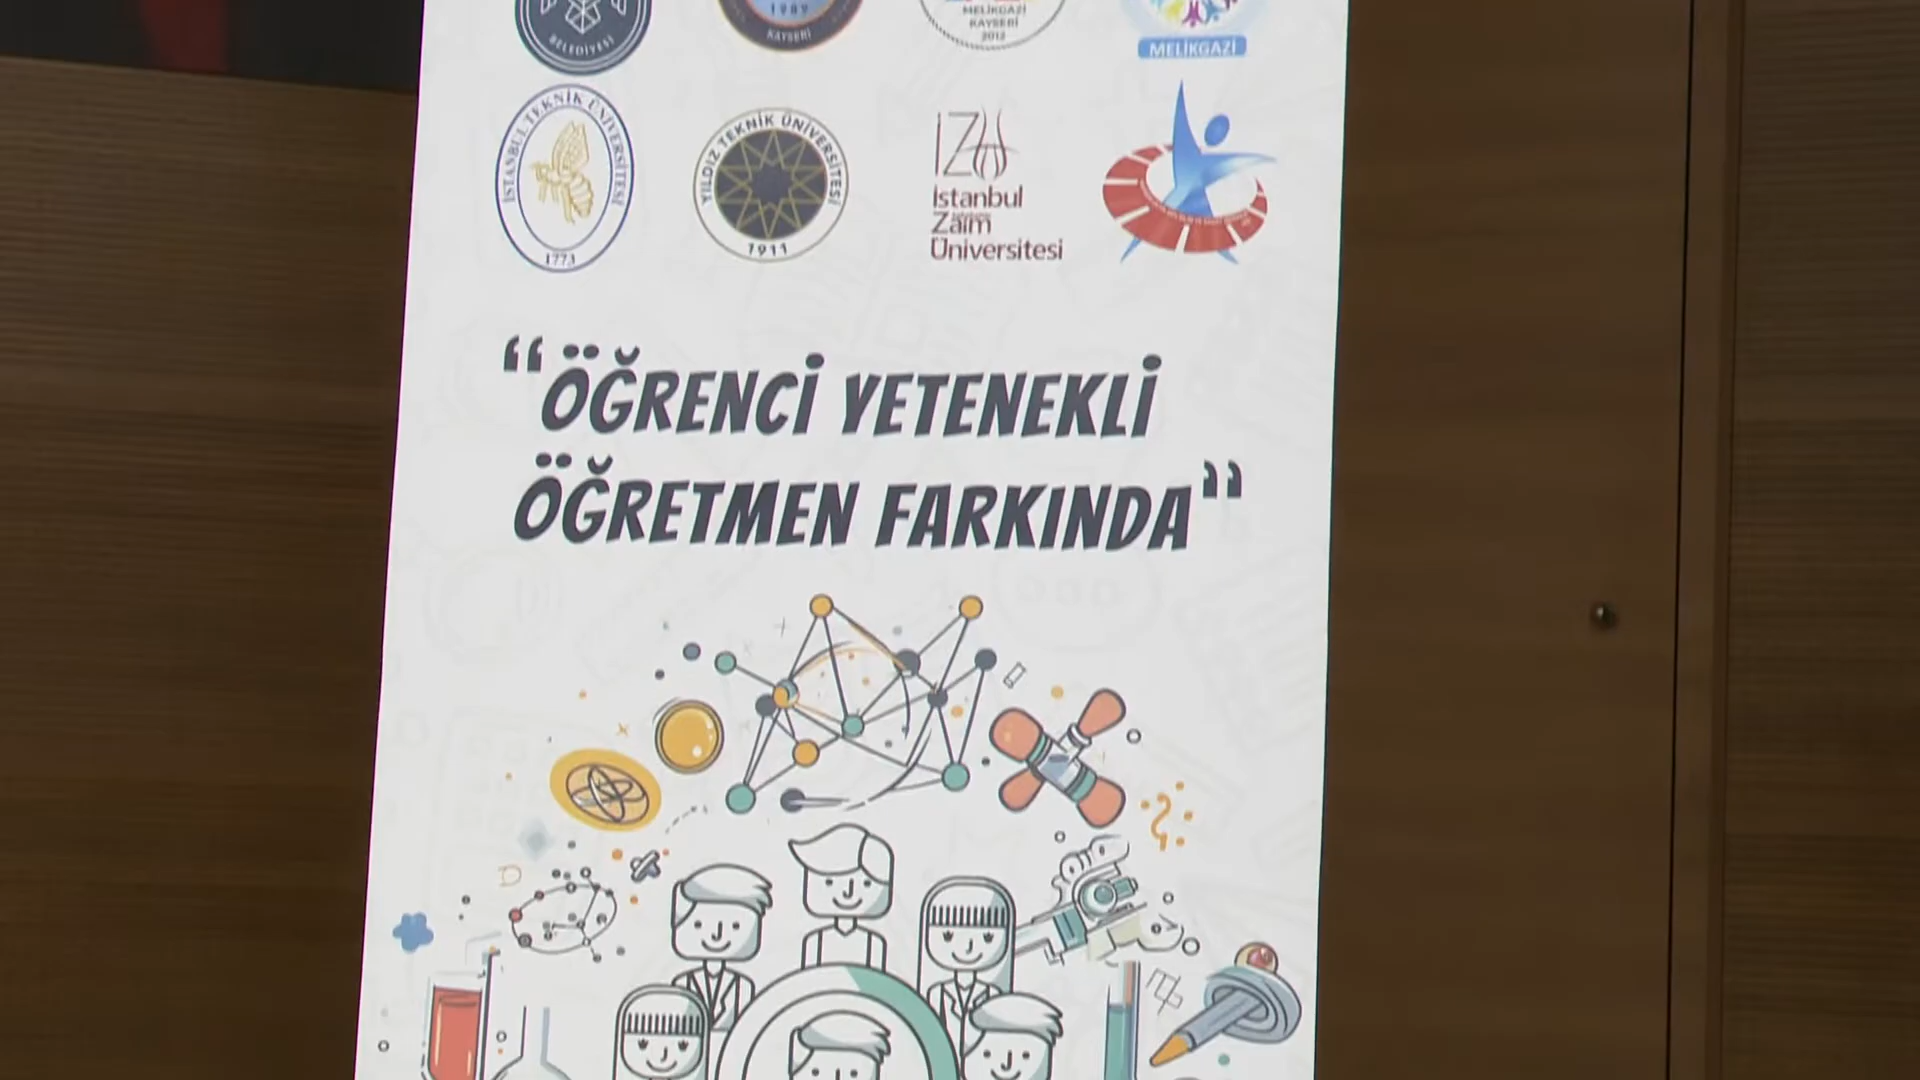 BELEDİYESİ
1989
KAYSERİ
MELİKGAZİ
KAYSERİ
2012
MELİKGAZİ
İSTANBUL TEKNİK ÜNİVERSİTESİ
1773
YILDIZ TEKNİK ÜNİVERSİTESİ
1911
İZÜ
İstanbul
Zaim
Üniversitesi
“ÖĞRENCİ YETENEKLİ
ÖĞRETMEN FARKINDA”